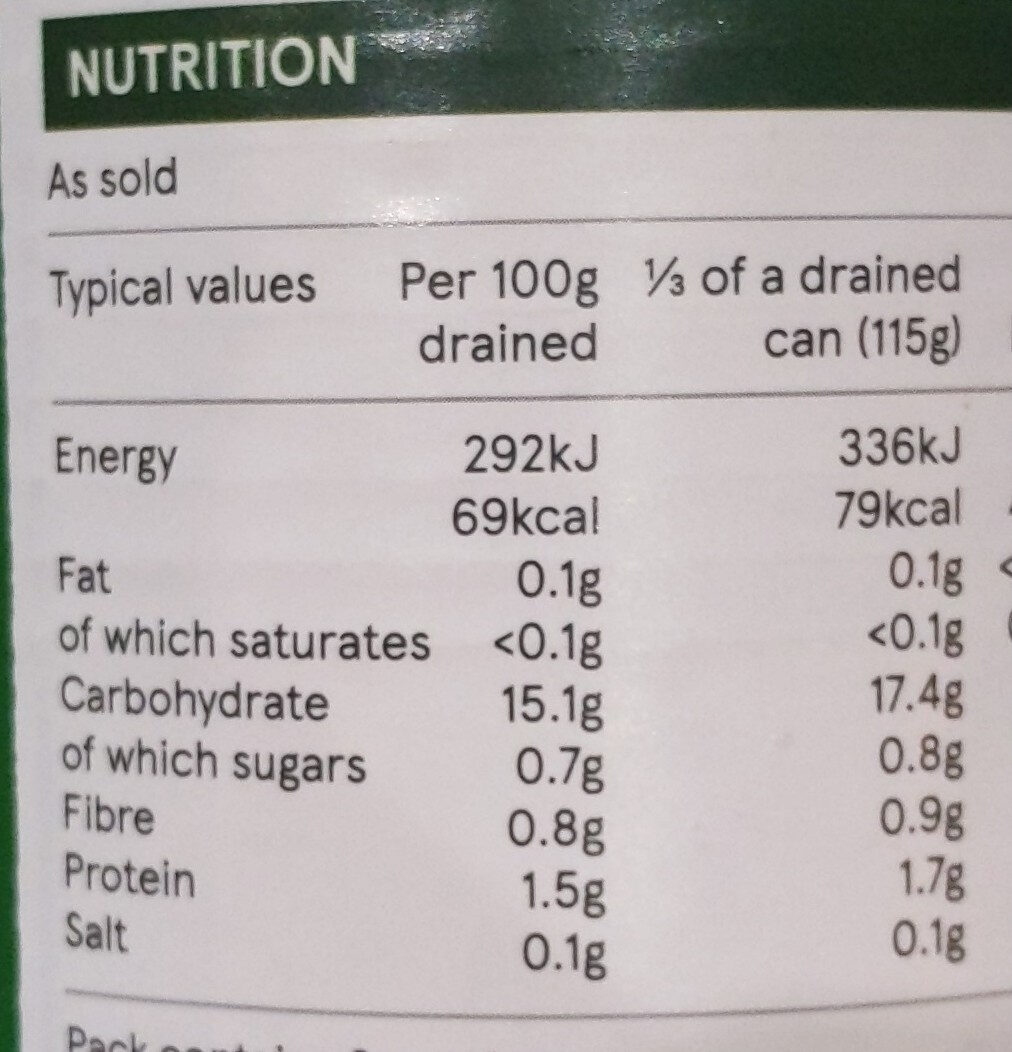 NUTRITION
As sold
Typical values Per 100g ⅓ of a drained
drained can (115g)
Energy 292kJ 336kJ
69kcal 79kcal
Fat 0.1g 0.1g <
of which saturates <0.1g <0.1g
Carbohydrate 15.1g 17.4g
of which sugars 0.7g 0.8g
Fibre 0.8g 0.9g
Protein 1.5g 1.7g
Salt 0.1g 0.1g
Pack